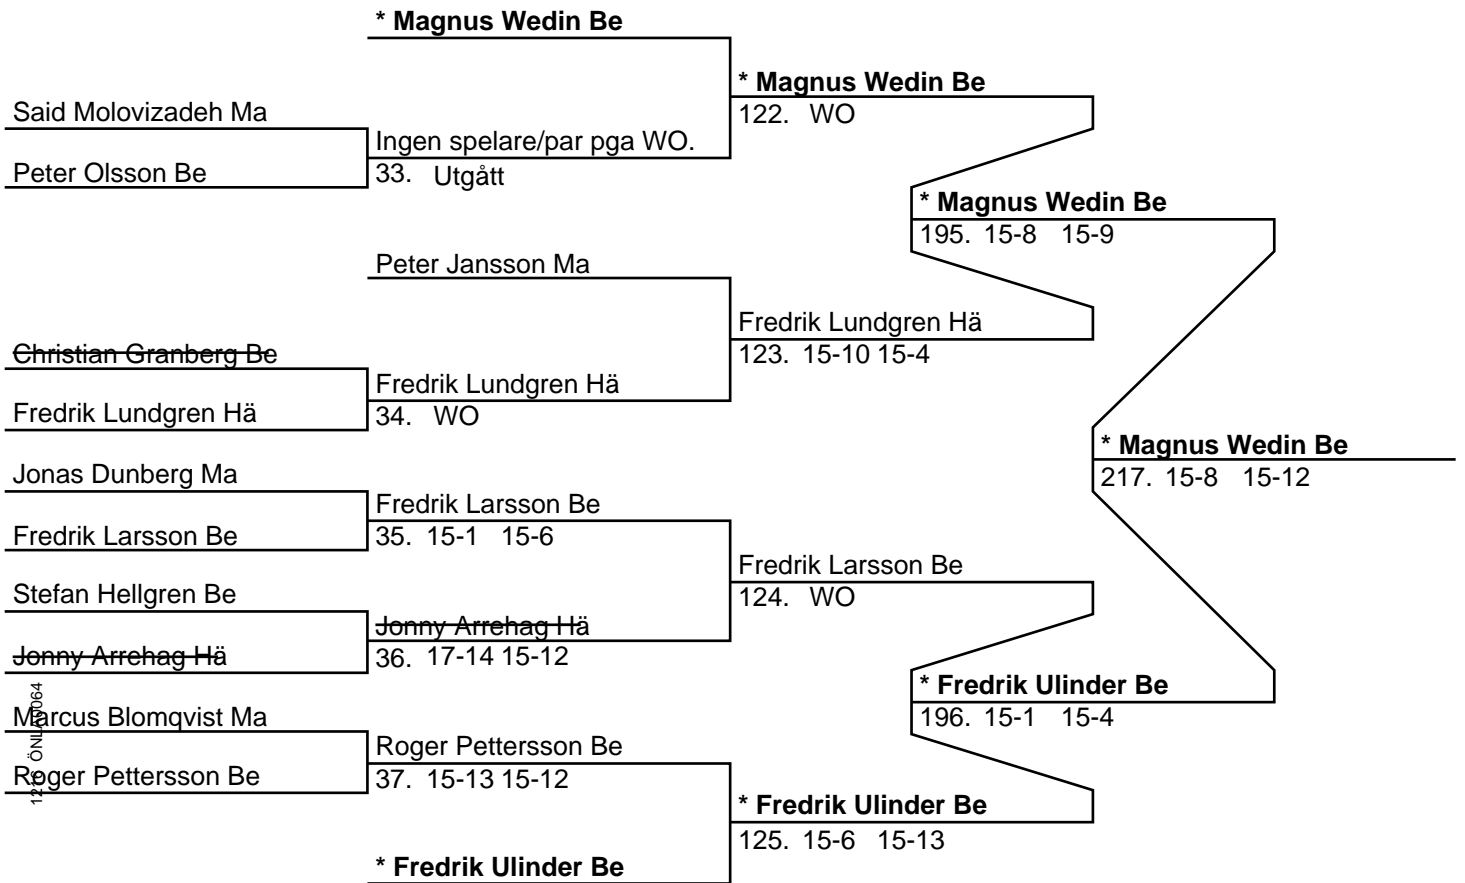 * Magnus Wedin Be
* Magnus Wedin Be
122. WO
Said Molovizadeh Ma
Ingen spelare/par pga WO.
33. Utgått
Peter Olsson Be
* Magnus Wedin Be
195. 15-8 15-9
Peter Jansson Ma
Fredrik Lundgren Hä
123. 15-10 15-4
Christian Granberg Be
Fredrik Lundgren Hä
34. WO
Fredrik Lundgren Hä
* Magnus Wedin Be
217. 15-8 15-12
Jonas Dunberg Ma
Fredrik Larsson Be
35. 15-1 15-6
Fredrik Larsson Be
Fredrik Larsson Be
124. WO
Stefan Hellgren Be
Jonny Arrehag Hä
36. 17-14 15-12
Jonny Arrehag Hä
* Fredrik Ulinder Be
196. 15-1 15-4
Marcus Blomqvist Ma
Roger Pettersson Be
37. 15-13 15-12
Roger Pettersson Be
* Fredrik Ulinder Be
125. 15-6 15-13
* Fredrik Ulinder Be